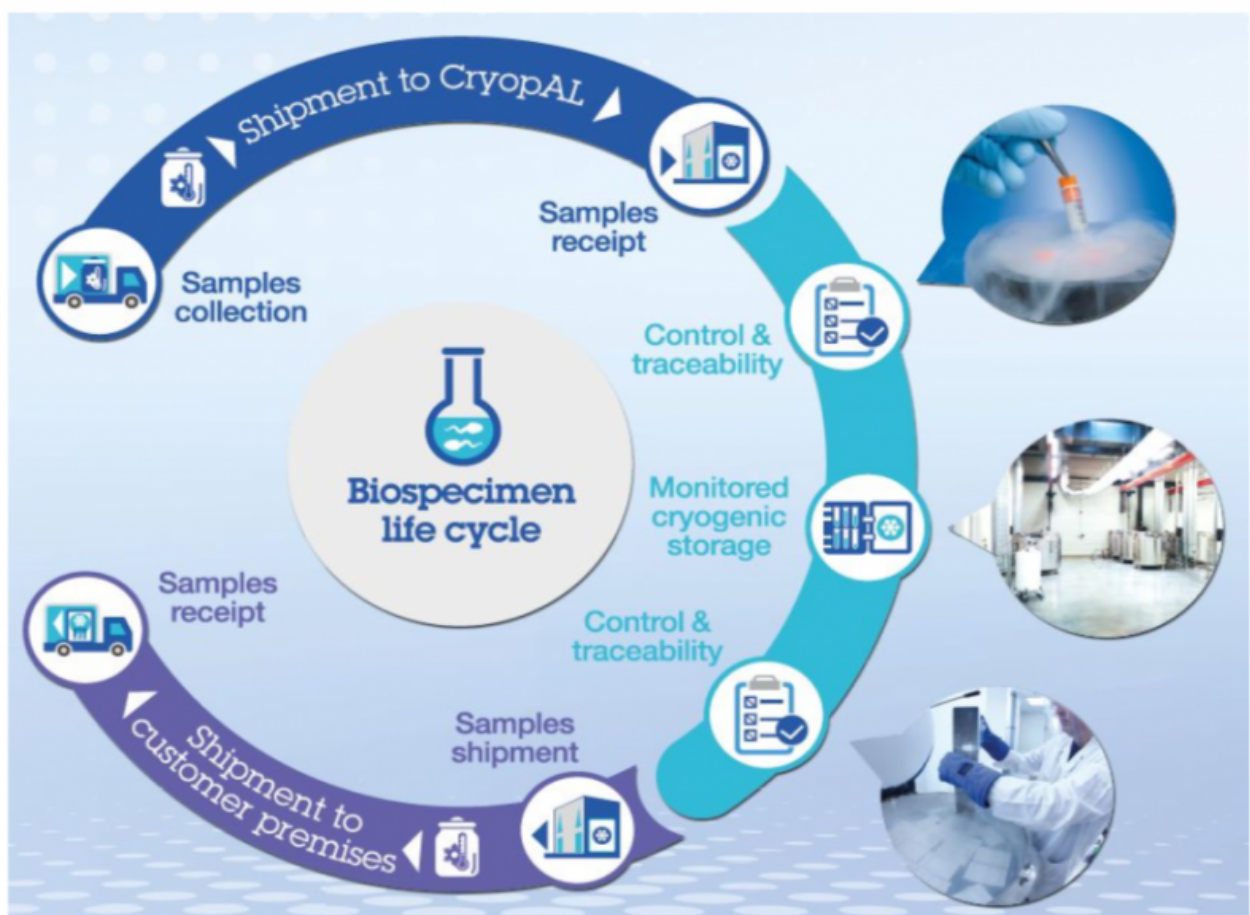 Shipment to CryopAL
Samples
collection
Samples
receipt
Control &
traceability
Monitored
cryogenic
storage
Control &
traceability
Biospecimen
life cycle
Samples
shipment
Shipment to
customer premises
Samples
receipt